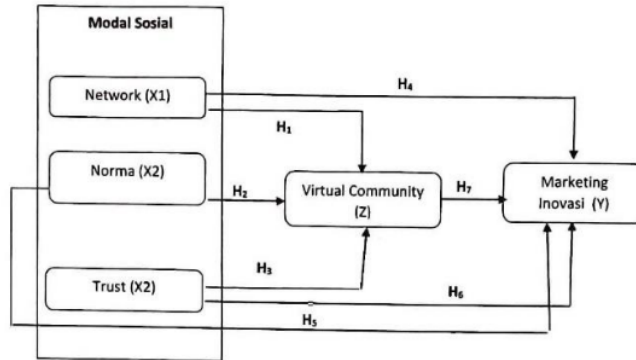 Modal Sosial
Network (X1)
H4
H1
Norma (X2)
H2
Virtual Community
(Z)
H7
Marketing
Inovasi (Y)
H3
Trust (X2)
H6
H5